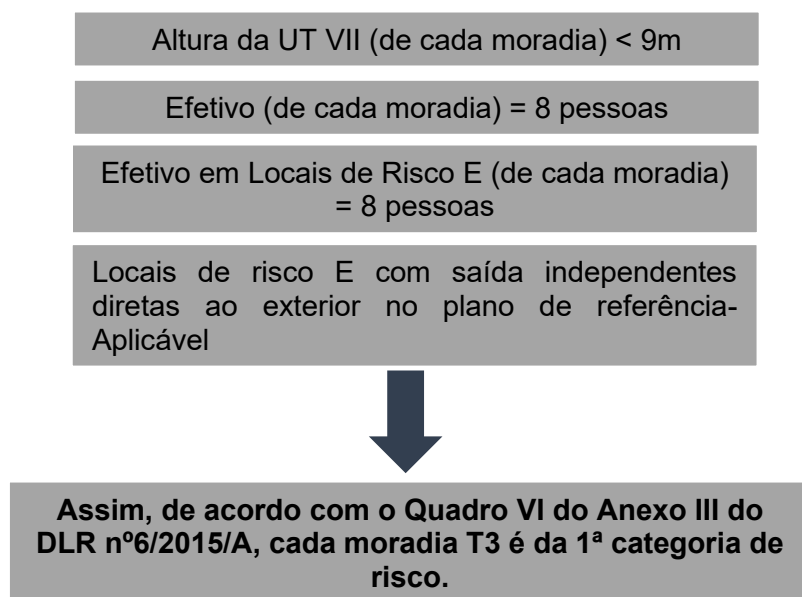 Altura da UT VII (de cada moradia) < 9m
Efetivo (de cada moradia) = 8 pessoas
Efetivo em Locais de Risco E (de cada moradia)
= 8 pessoas
Locais de risco E com saída independentes
diretas ao exterior no plano de referência-
Aplicável
Assim, de acordo com o Quadro VI do Anexo III do
DLR nº6/2015/A, cada moradia T3 é da 1ª categoria de
risco.